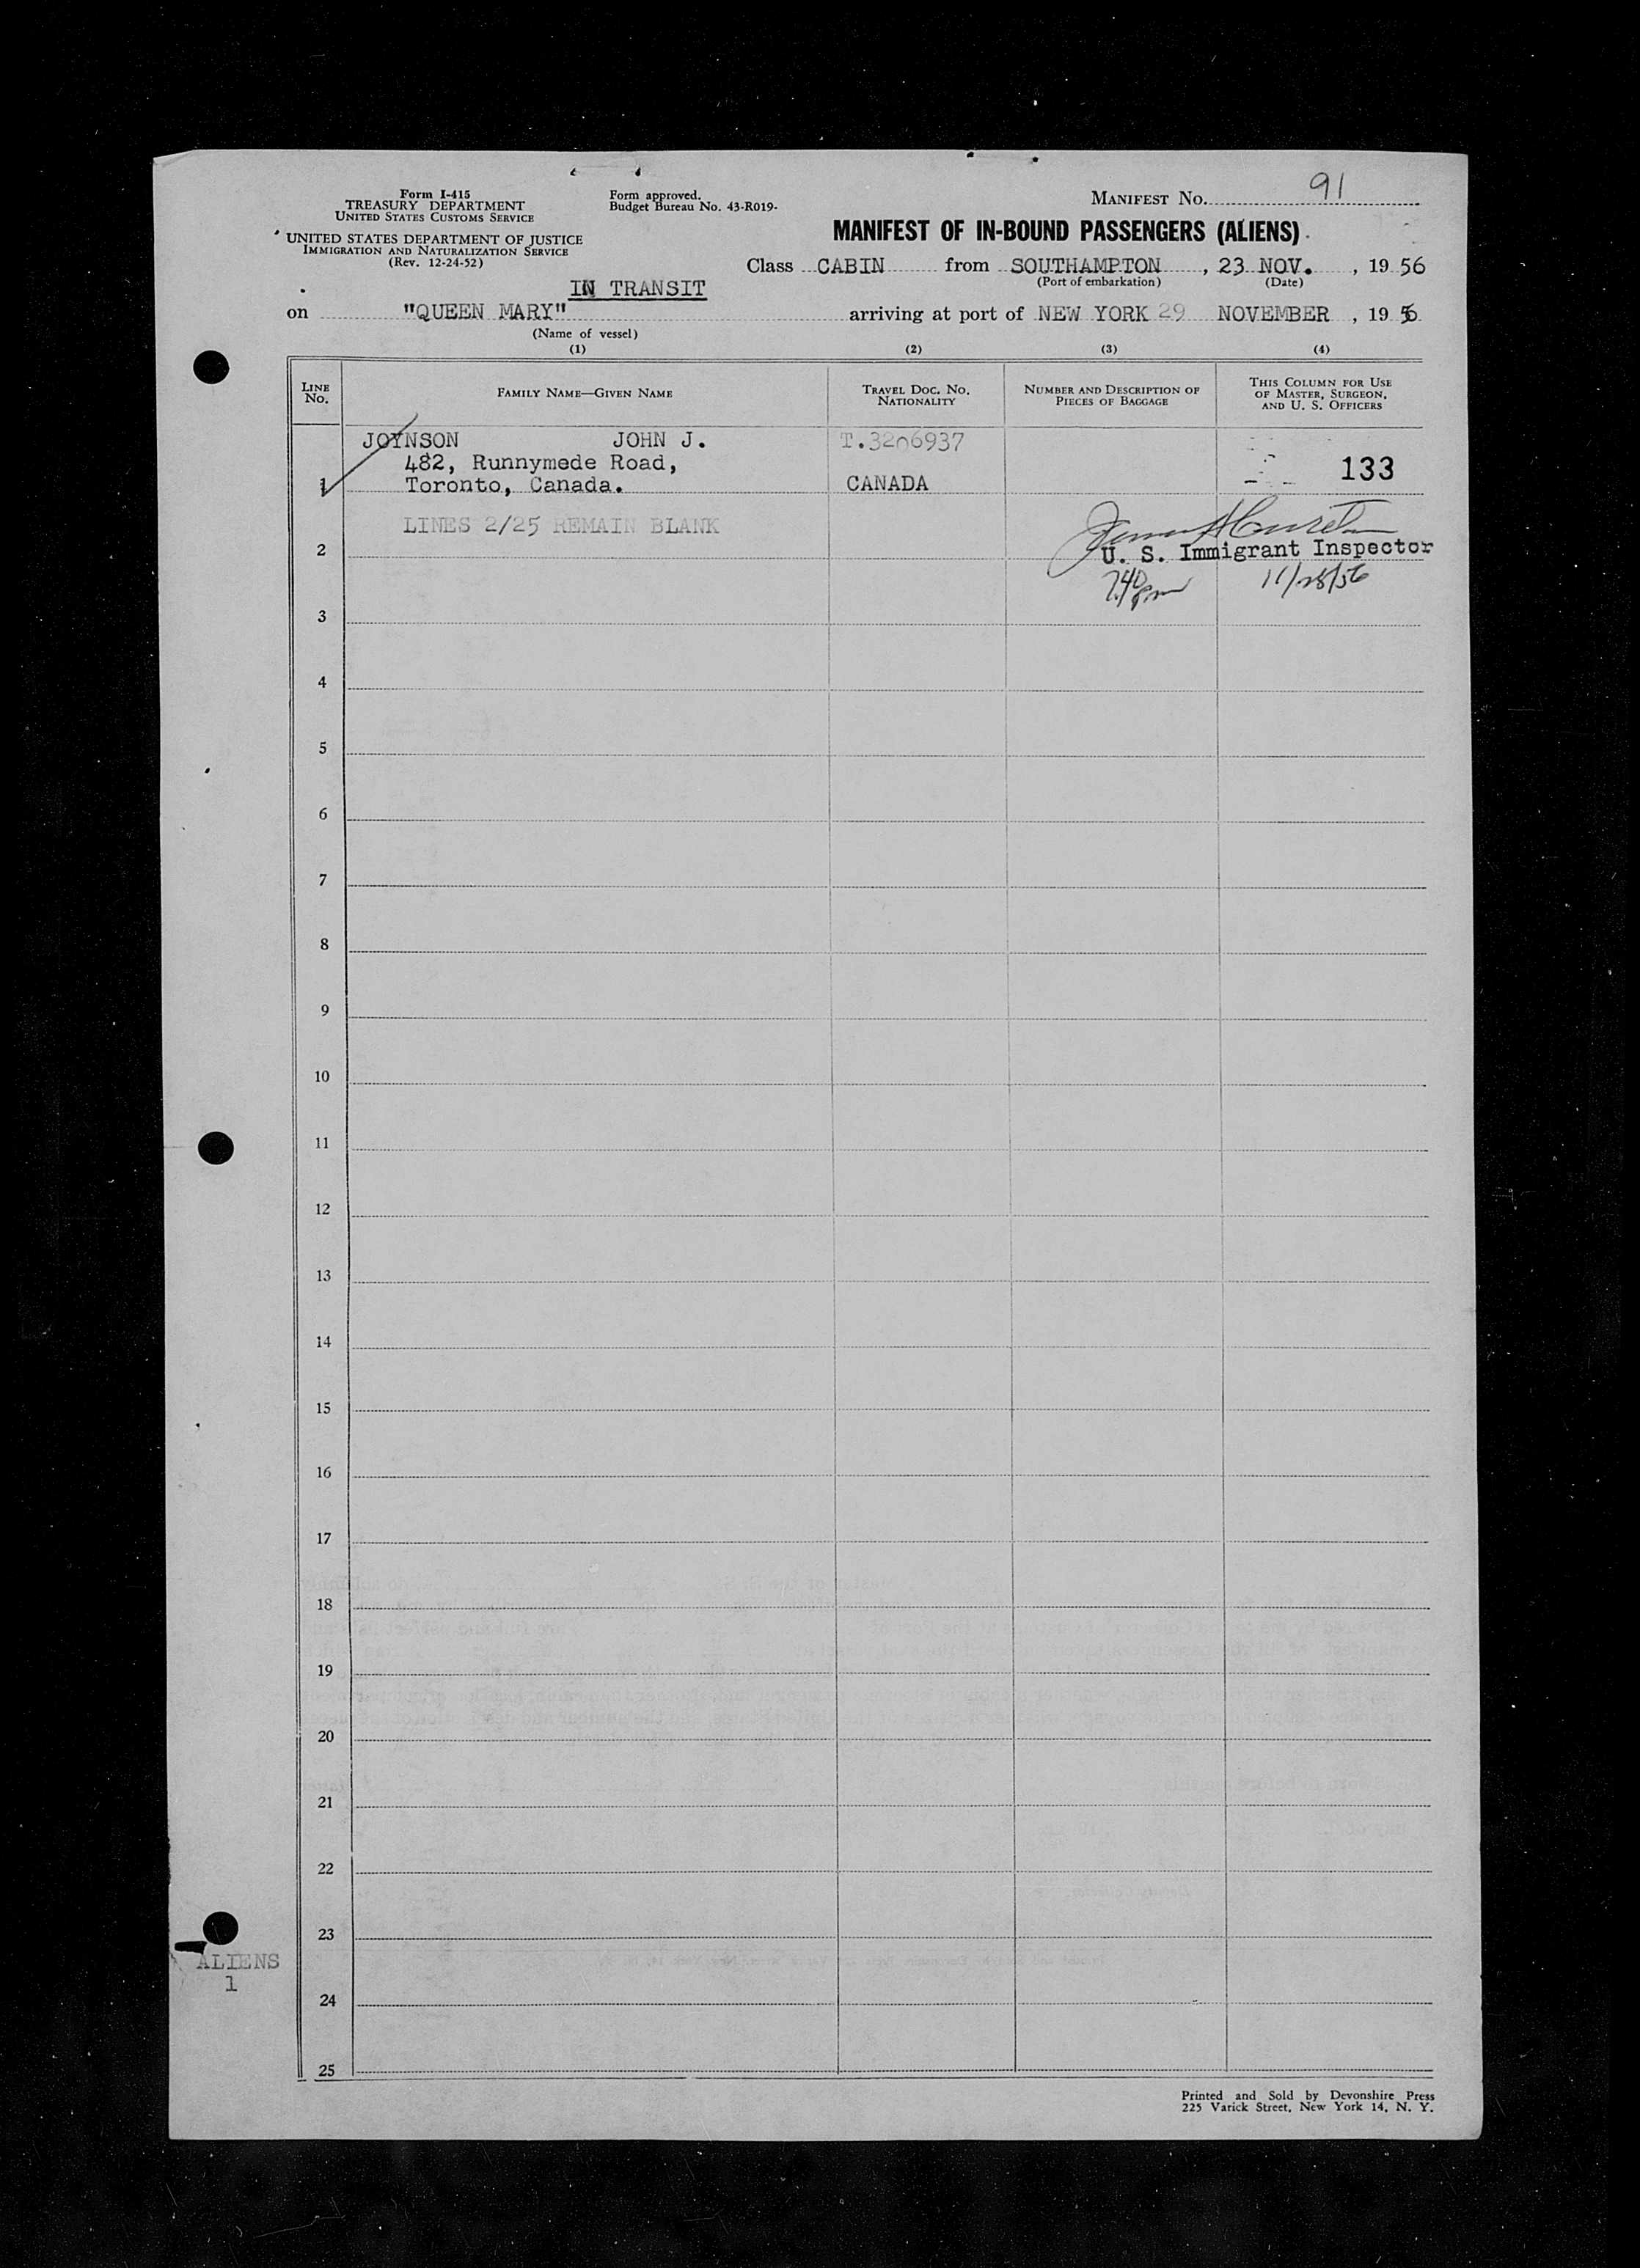 Form I-415
TREASURY DEPARTMENT
UNITED STATES CUSTOMS SERVICE
UNITED STATES DEPARTMENT OF JUSTICE
IMMIGRATION AND NATURALIZATION SERVICE
(Rev. 12-24-52)
Form approved.
Budget Bureau No. 43-R019-
MANIFEST NO. 91
MANIFEST OF IN-BOUND PASSENGERS (ALIENS)
Class CABIN from SOUTHAMPTON, 23 NOV., 19 56
(Port of embarkation) (Date)
IN TRANSIT
on "QUEEN MARY" arriving at port of NEW YORK 29 NOVEMBER, 19 56
(Name of vessel)
(1) (2) (3) (4)
LINE NO. FAMILY NAME—GIVEN NAME TRAVEL DOC. NO. NATIONALITY NUMBER AND DESCRIPTION OF PIECES OF BAGGAGE THIS COLUMN FOR USE OF MASTER, SURGEON, AND U. S. OFFICERS
JOYNSON JOHN J. T.3206937
482, Runnymede Road, 133
1 Toronto, Canada. CANADA
LINES 2/25 REMAIN BLANK
2 U. S. Immigrant Inspector
7.40 pm 11/28/56
3
4
5
6
7
8
9
10
11
12
13
14
15
16
17
18
19
20
21
22
23
ALIENS
1
24
25
Printed and Sold by Devonshire Press
225 Varick Street, New York 14, N. Y.